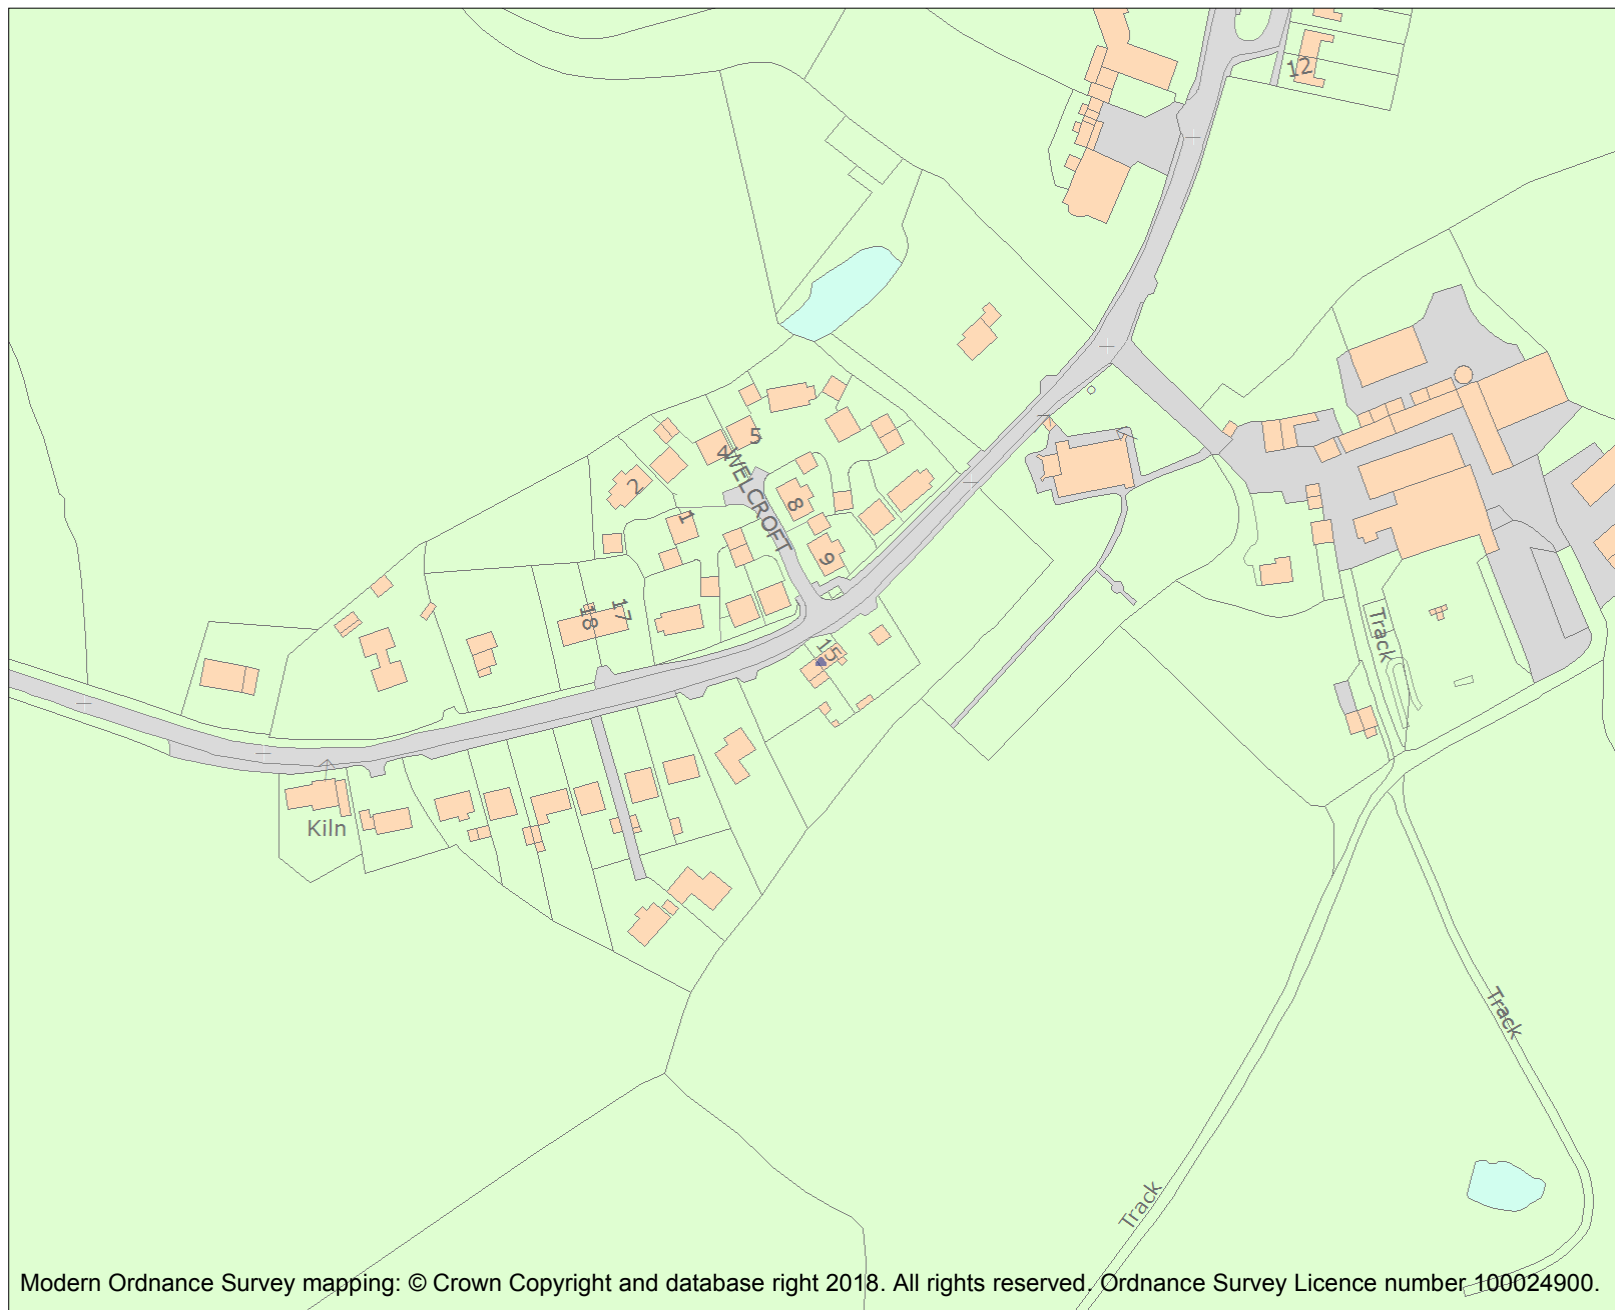 12
5
4
WELCROFT
2
8
1
9
17
18
15
Track
Kiln
Track
Track
Modern Ordnance Survey mapping: © Crown Copyright and database right 2018. All rights reserved. Ordnance Survey Licence number 100024900.